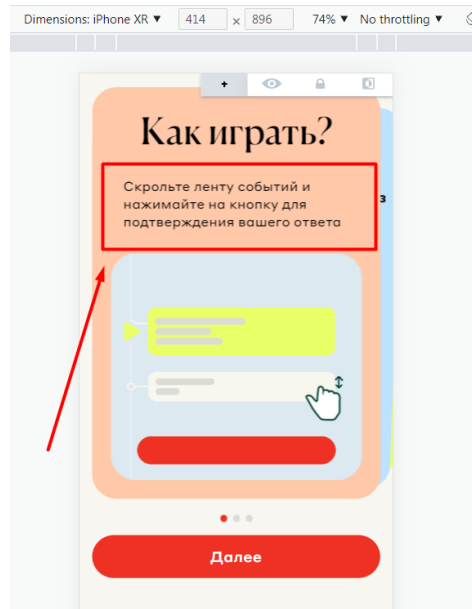 Dimensions: iPhone XR ▼ 414 × 896 74% ▼ No throttling ▼
+
Как играть?
Скрольте ленту событий и
нажимайте на кнопку для
подтверждения вашего ответа
з
Далее